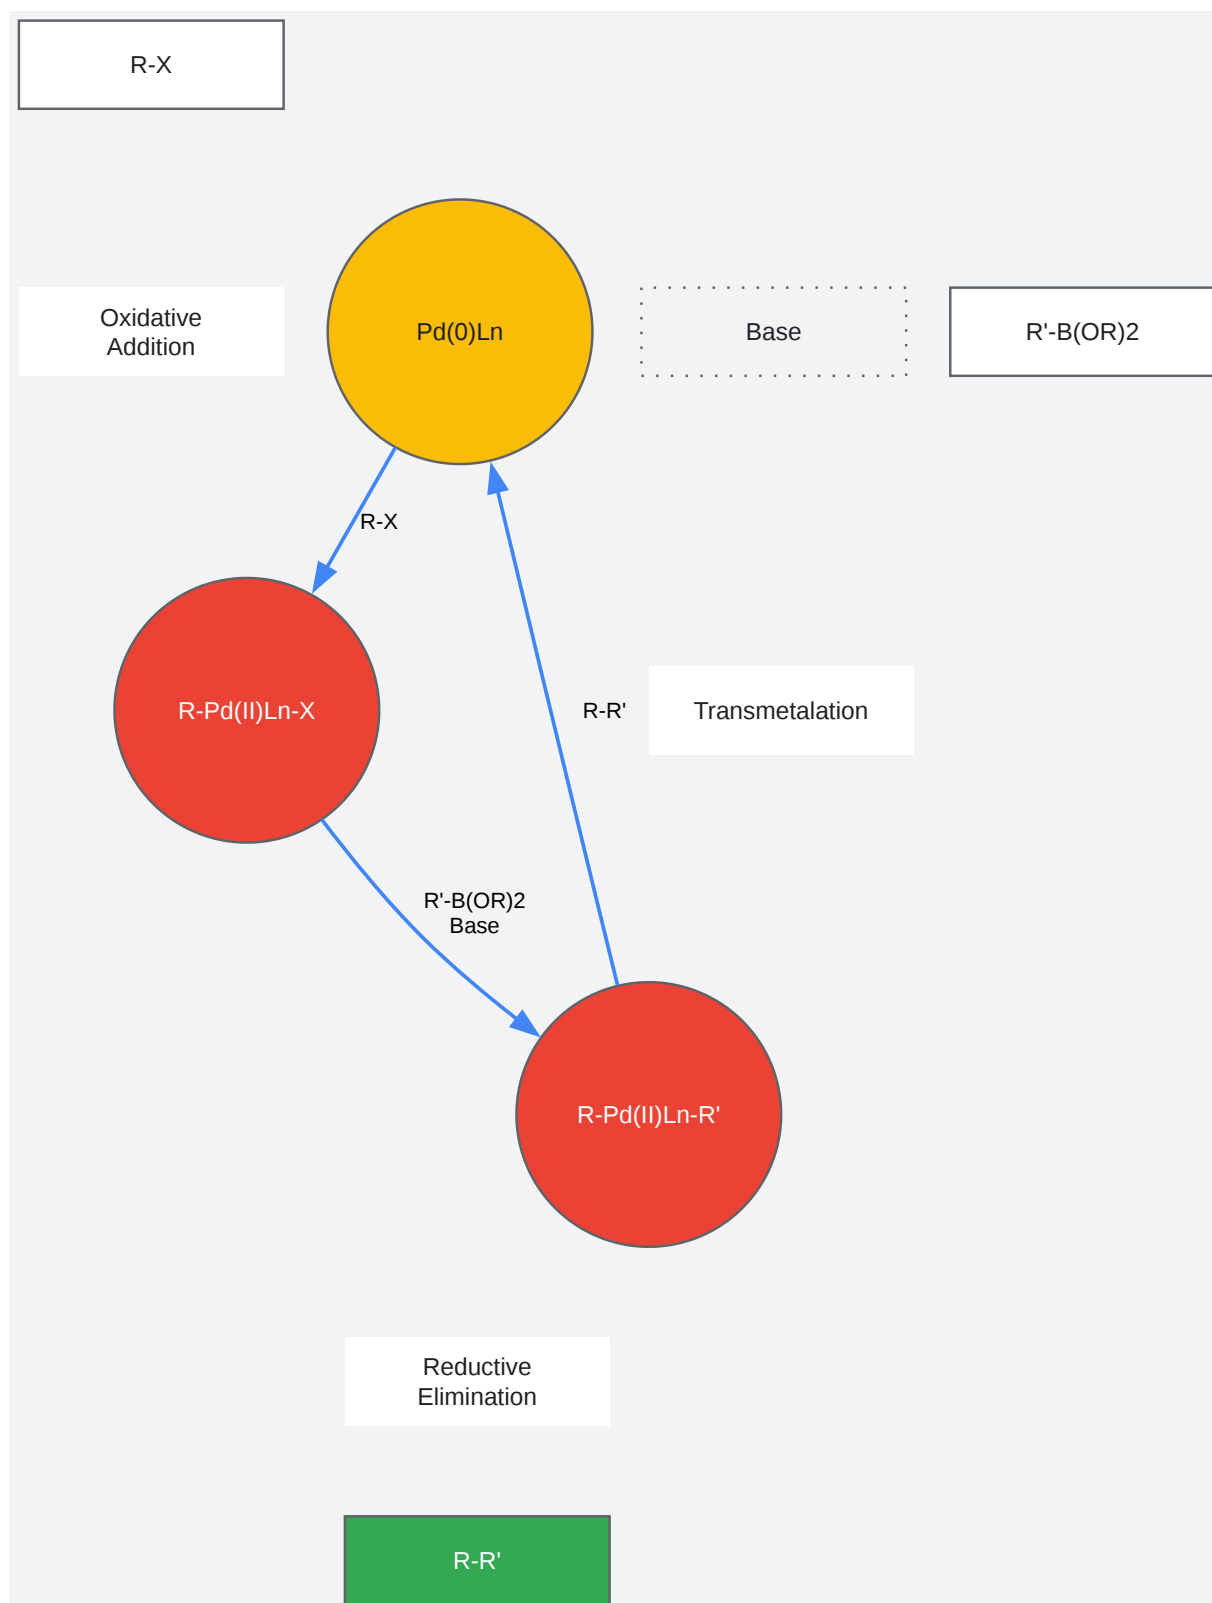 R-X
Oxidative
Addition
Pd(0)Ln
Base
R'-B(OR)2
R-X
R-Pd(II)Ln-X
R-R'
Transmetalation
R'-B(OR)2
Base
R-Pd(II)Ln-R'
Reductive
Elimination
R-R'